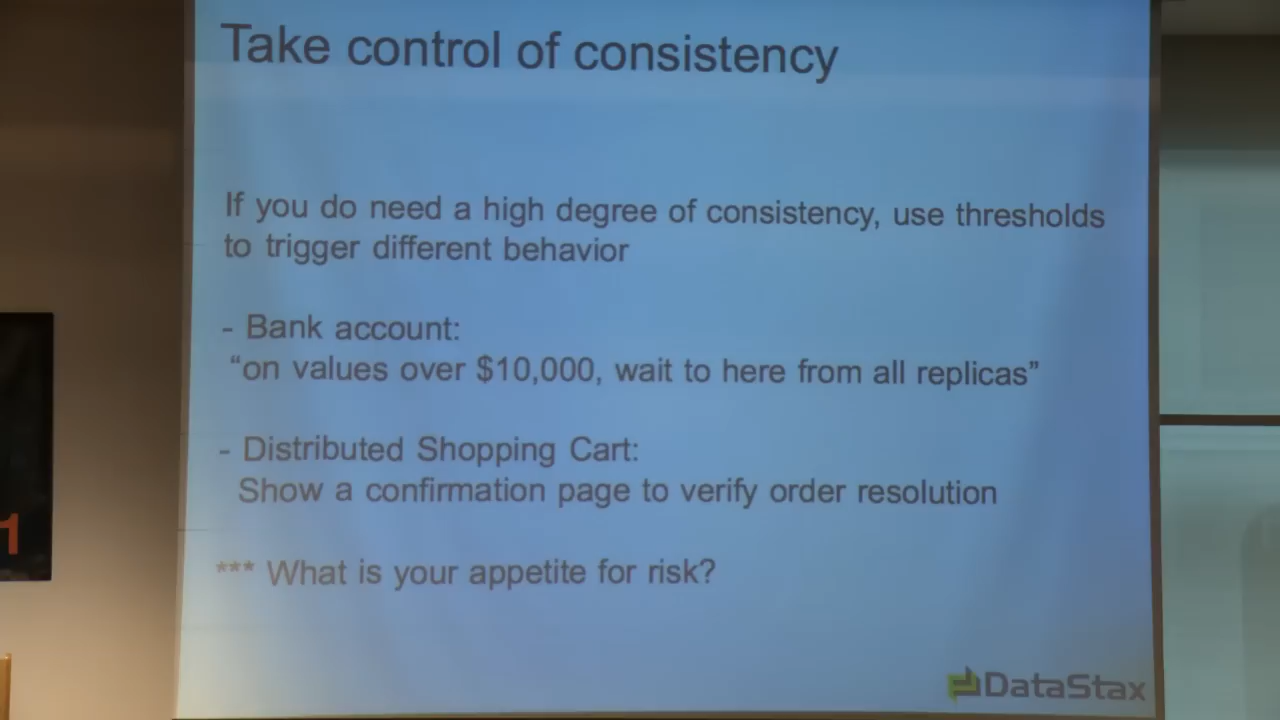 Take control of consistency
If you do need a high degree of consistency, use thresholds
to trigger different behavior
- Bank account:
“on values over $10,000, wait to here from all replicas”
- Distributed Shopping Cart:
Show a confirmation page to verify order resolution
*** What is your appetite for risk?
DataStax
1